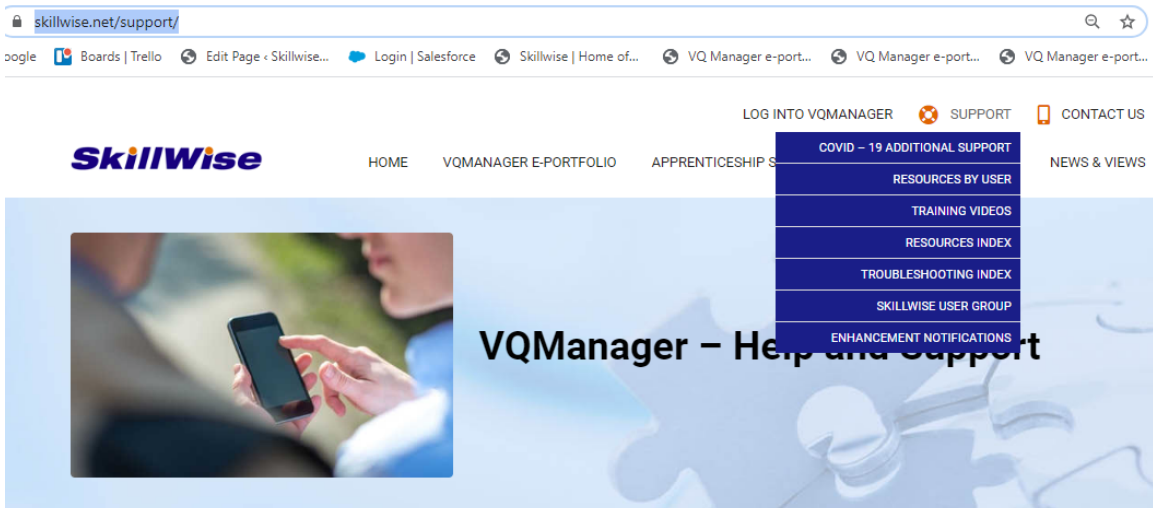 skillwise.net/support/
oogle Boards | Trello Edit Page ‹ Skillwise... Login | Salesforce Skillwise | Home of... VQ Manager e-port... VQ Manager e-port... VQ Manager e-port...
LOG INTO VQMANAGER SUPPORT CONTACT US
SkillWise
HOME VQMANAGER E-PORTFOLIO APPRENTICESHIP S NEWS & VIEWS
COVID – 19 ADDITIONAL SUPPORT
RESOURCES BY USER
TRAINING VIDEOS
RESOURCES INDEX
TROUBLESHOOTING INDEX
SKILLWISE USER GROUP
ENHANCEMENT NOTIFICATIONS
VQManager – Help and Support